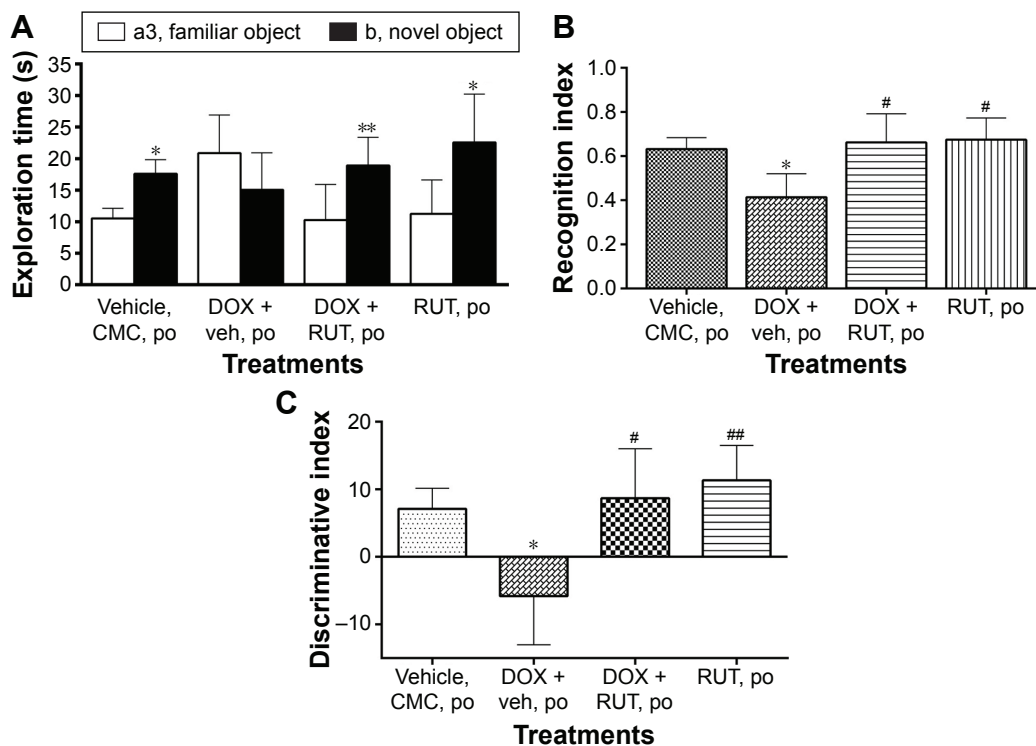 A
a3, familiar object
b, novel object
Exploration time (s)
35
30
25
20
15
10
5
0
*
**
*
Vehicle, CMC, po
DOX + veh, po
DOX + RUT, po
RUT, po
Treatments
B
Recognition index
1.0
0.8
0.6
0.4
0.2
0.0
*
#
#
Vehicle, CMC, po
DOX + veh, po
DOX + RUT, po
RUT, po
Treatments
C
Discriminative index
20
10
0
–10
*
#
##
Vehicle, CMC, po
DOX + veh, po
DOX + RUT, po
RUT, po
Treatments